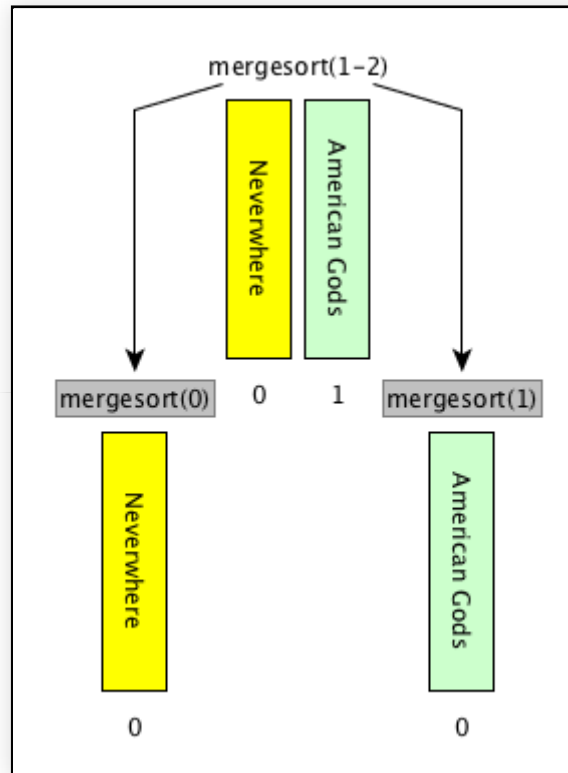 mergesort(1-2)
Neverwhere
American Gods
0
1
mergesort(0)
mergesort(1)
Neverwhere
American Gods
0
0